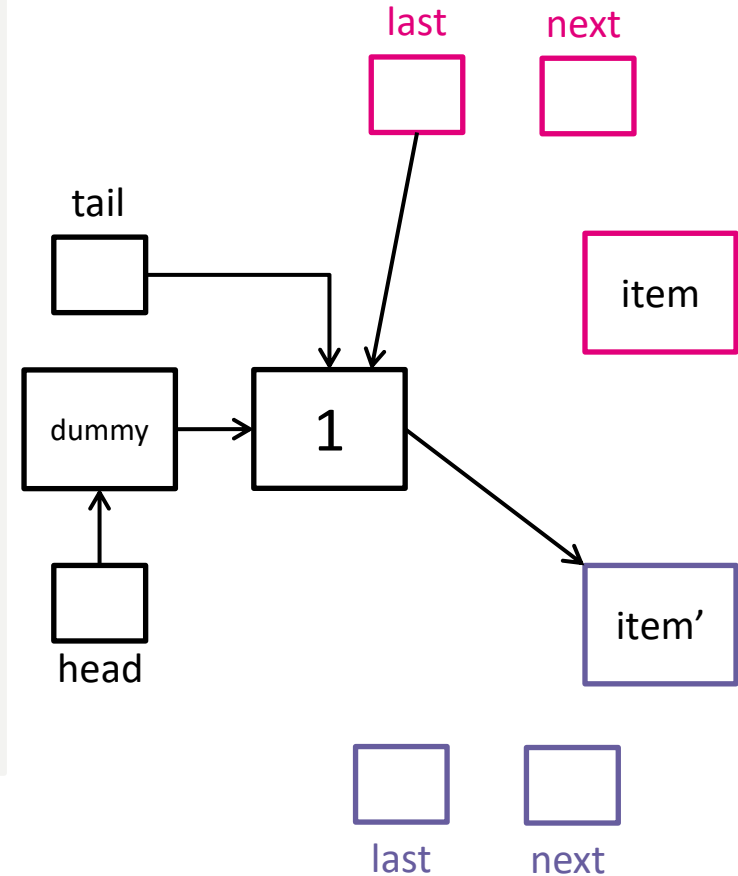 last next
tail
item
dummy
1
item’
head
last next